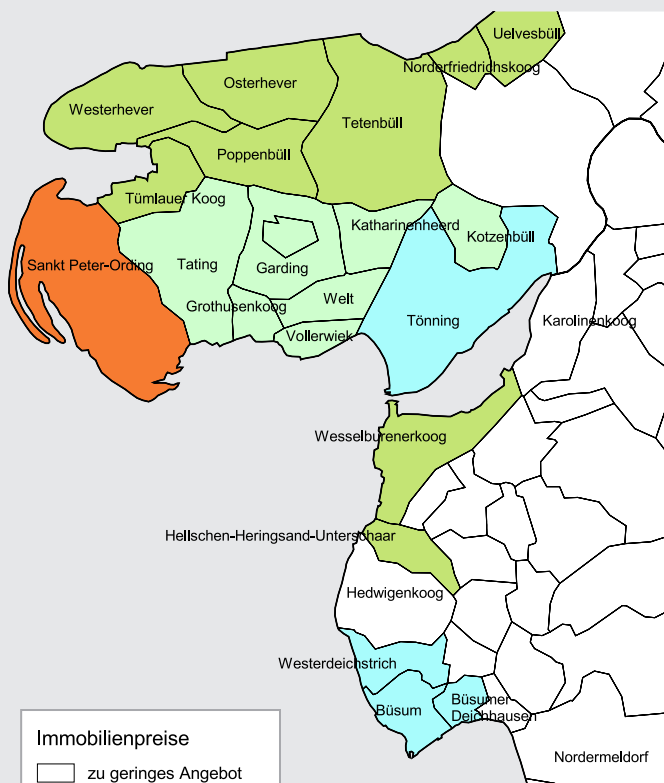 Uelvesbüll
Norderfriedrichskoog
Osterhever
Westerhever
Tetenbüll
Poppenbüll
Tümlauer Koog
Katharinenheerd
Kotzenbüll
Sankt Peter-Ording
Tating
Garding
Grothusenkoog
Welt
Tönning
Karolinenkoog
Vollerwiek
Wesselburenerkoog
Hellschen-Heringsand-Unterschaar
Hedwigenkoog
Westerdeichstrich
Büsum
Büsumer
Deichhausen
Nordermeldorf
Immobilienpreise
zu geringes Angebot